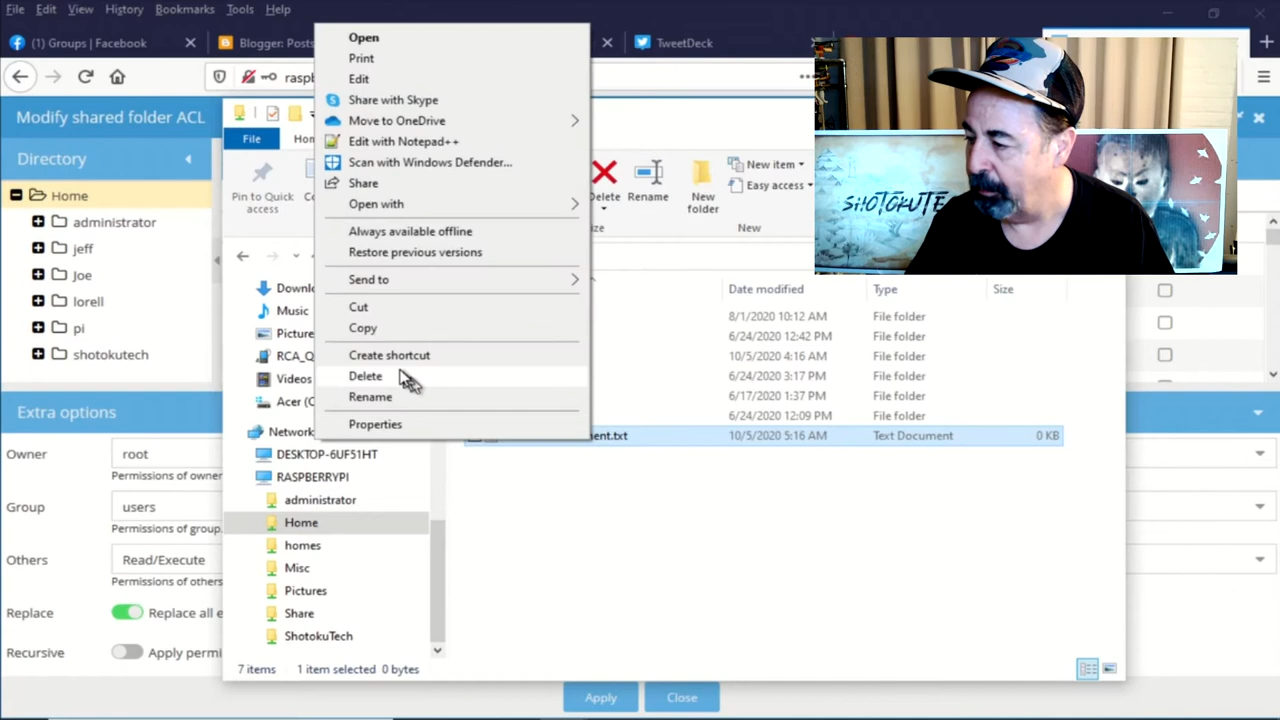 File Edit View History Bookmarks Tools Help
(1) Groups | Facebook
Blogger: Posts
TweetDeck
Modify shared folder ACL
Directory
Home
administrator
jeff
Joe
lorell
pi
shotokutech
Extra options
Owner
root
Permissions of owner
Group
users
Permissions of group.
Others
Read/Execute
Permissions of others
Replace
Replace all e
Recursive
Apply permi
Apply
Close
File
Pin to Quick
access
Delete
Rename
New
folder
New item
Easy access
New
Open
Print
Edit
Share with Skype
Move to OneDrive
Edit with Notepad++
Scan with Windows Defender...
Share
Open with
Always available offline
Restore previous versions
Send to
Cut
Copy
Create shortcut
Delete
Rename
Properties
Music
Videos
Acer (C
DESKTOP-6UF51HT
RASPBERRYPI
administrator
Home
homes
Misc
Pictures
Share
ShotokuTech
Date modified Type Size
8/1/2020 10:12 AM File folder
6/24/2020 12:42 PM File folder
10/5/2020 4:16 AM File folder
6/24/2020 3:17 PM File folder
6/17/2020 1:37 PM File folder
6/24/2020 12:09 PM File folder
ment.txt 10/5/2020 5:16 AM Text Document 0 KB
7 items 1 item selected 0 bytes
SHOTOKUTE